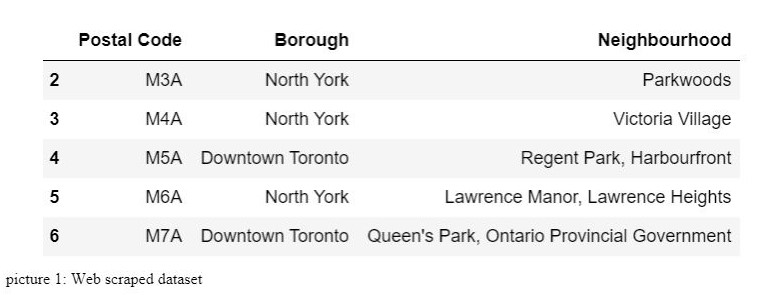 Postal Code Borough Neighbourhood
2 M3A North York Parkwoods
3 M4A North York Victoria Village
4 M5A Downtown Toronto Regent Park, Harbourfront
5 M6A North York Lawrence Manor, Lawrence Heights
6 M7A Downtown Toronto Queen's Park, Ontario Provincial Government
picture 1: Web scraped dataset